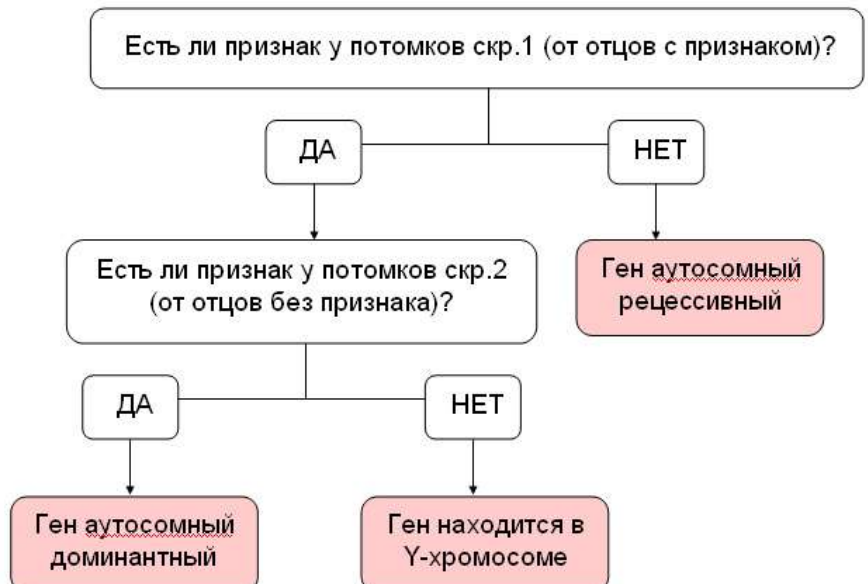 Есть ли признак у потомков скр.1 (от отцов с признаком)?
ДА
НЕТ
Есть ли признак у потомков скр.2
(от отцов без признака)?
Ген аутосомный
рецессивный
ДА
НЕТ
Ген аутосомный
доминантный
Ген находится в
Y-хромосоме